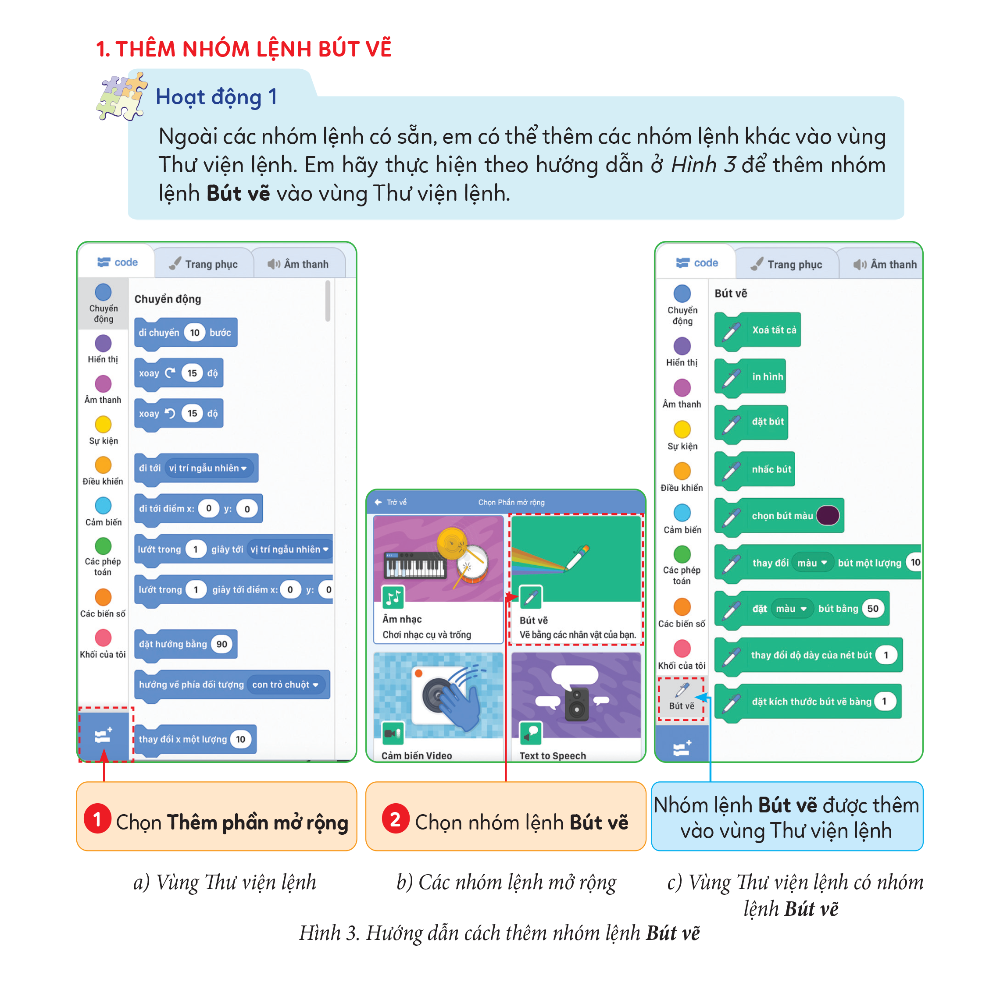 1. THÊM NHÓM LỆNH BÚT VẼ
Hoạt động 1
Ngoài các nhóm lệnh có sẵn, em có thể thêm các nhóm lệnh khác vào vùng
Thư viện lệnh. Em hãy thực hiện theo hướng dẫn ở Hình 3 để thêm nhóm
lệnh Bút vẽ vào vùng Thư viện lệnh.
code
Trang phục
Âm thanh
Chuyển
động
Hiển thị
Âm thanh
Sự kiện
Điều khiển
Cảm biến
Các phép
toán
Các biến số
Khối của tôi
Chuyển động
di chuyển 10 bước
xoay 15 độ
xoay 15 độ
đi tới vị trí ngẫu nhiên
đi tới điểm x: 0 y: 0
lướt trong 1 giây tới vị trí ngẫu nhiên
lướt trong 1 giây tới điểm x: 0 y: 0
đặt hướng bằng 90
hướng về phía đối tượng con trỏ chuột
thay đổi x một lượng 10
1 Chọn Thêm phần mở rộng
a) Vùng Thư viện lệnh
Trở về
Chọn Phần mở rộng
Âm nhạc
Chơi nhạc cụ và trống
Bút vẽ
Vẽ bằng các nhân vật của bạn.
Cảm biến Video
Text to Speech
2 Chọn nhóm lệnh Bút vẽ
b) Các nhóm lệnh mở rộng
code
Trang phục
Âm thanh
Chuyển
động
Hiển thị
Âm thanh
Sự kiện
Điều khiển
Cảm biến
Các phép
toán
Các biến số
Khối của tôi
Bút vẽ
Bút vẽ
Xoá tất cả
in hình
đặt bút
nhấc bút
chọn bút màu
thay đổi màu bút một lượng 10
đặt màu bút bằng 50
thay đổi dộ dày của nét bút 1
đặt kích thước bút vẽ bàng 1
Nhóm lệnh Bút vẽ được thêm
vào vùng Thư viện lệnh
c) Vùng Thư viện lệnh có nhóm
lệnh Bút vẽ
Hình 3. Hướng dẫn cách thêm nhóm lệnh Bút vẽ